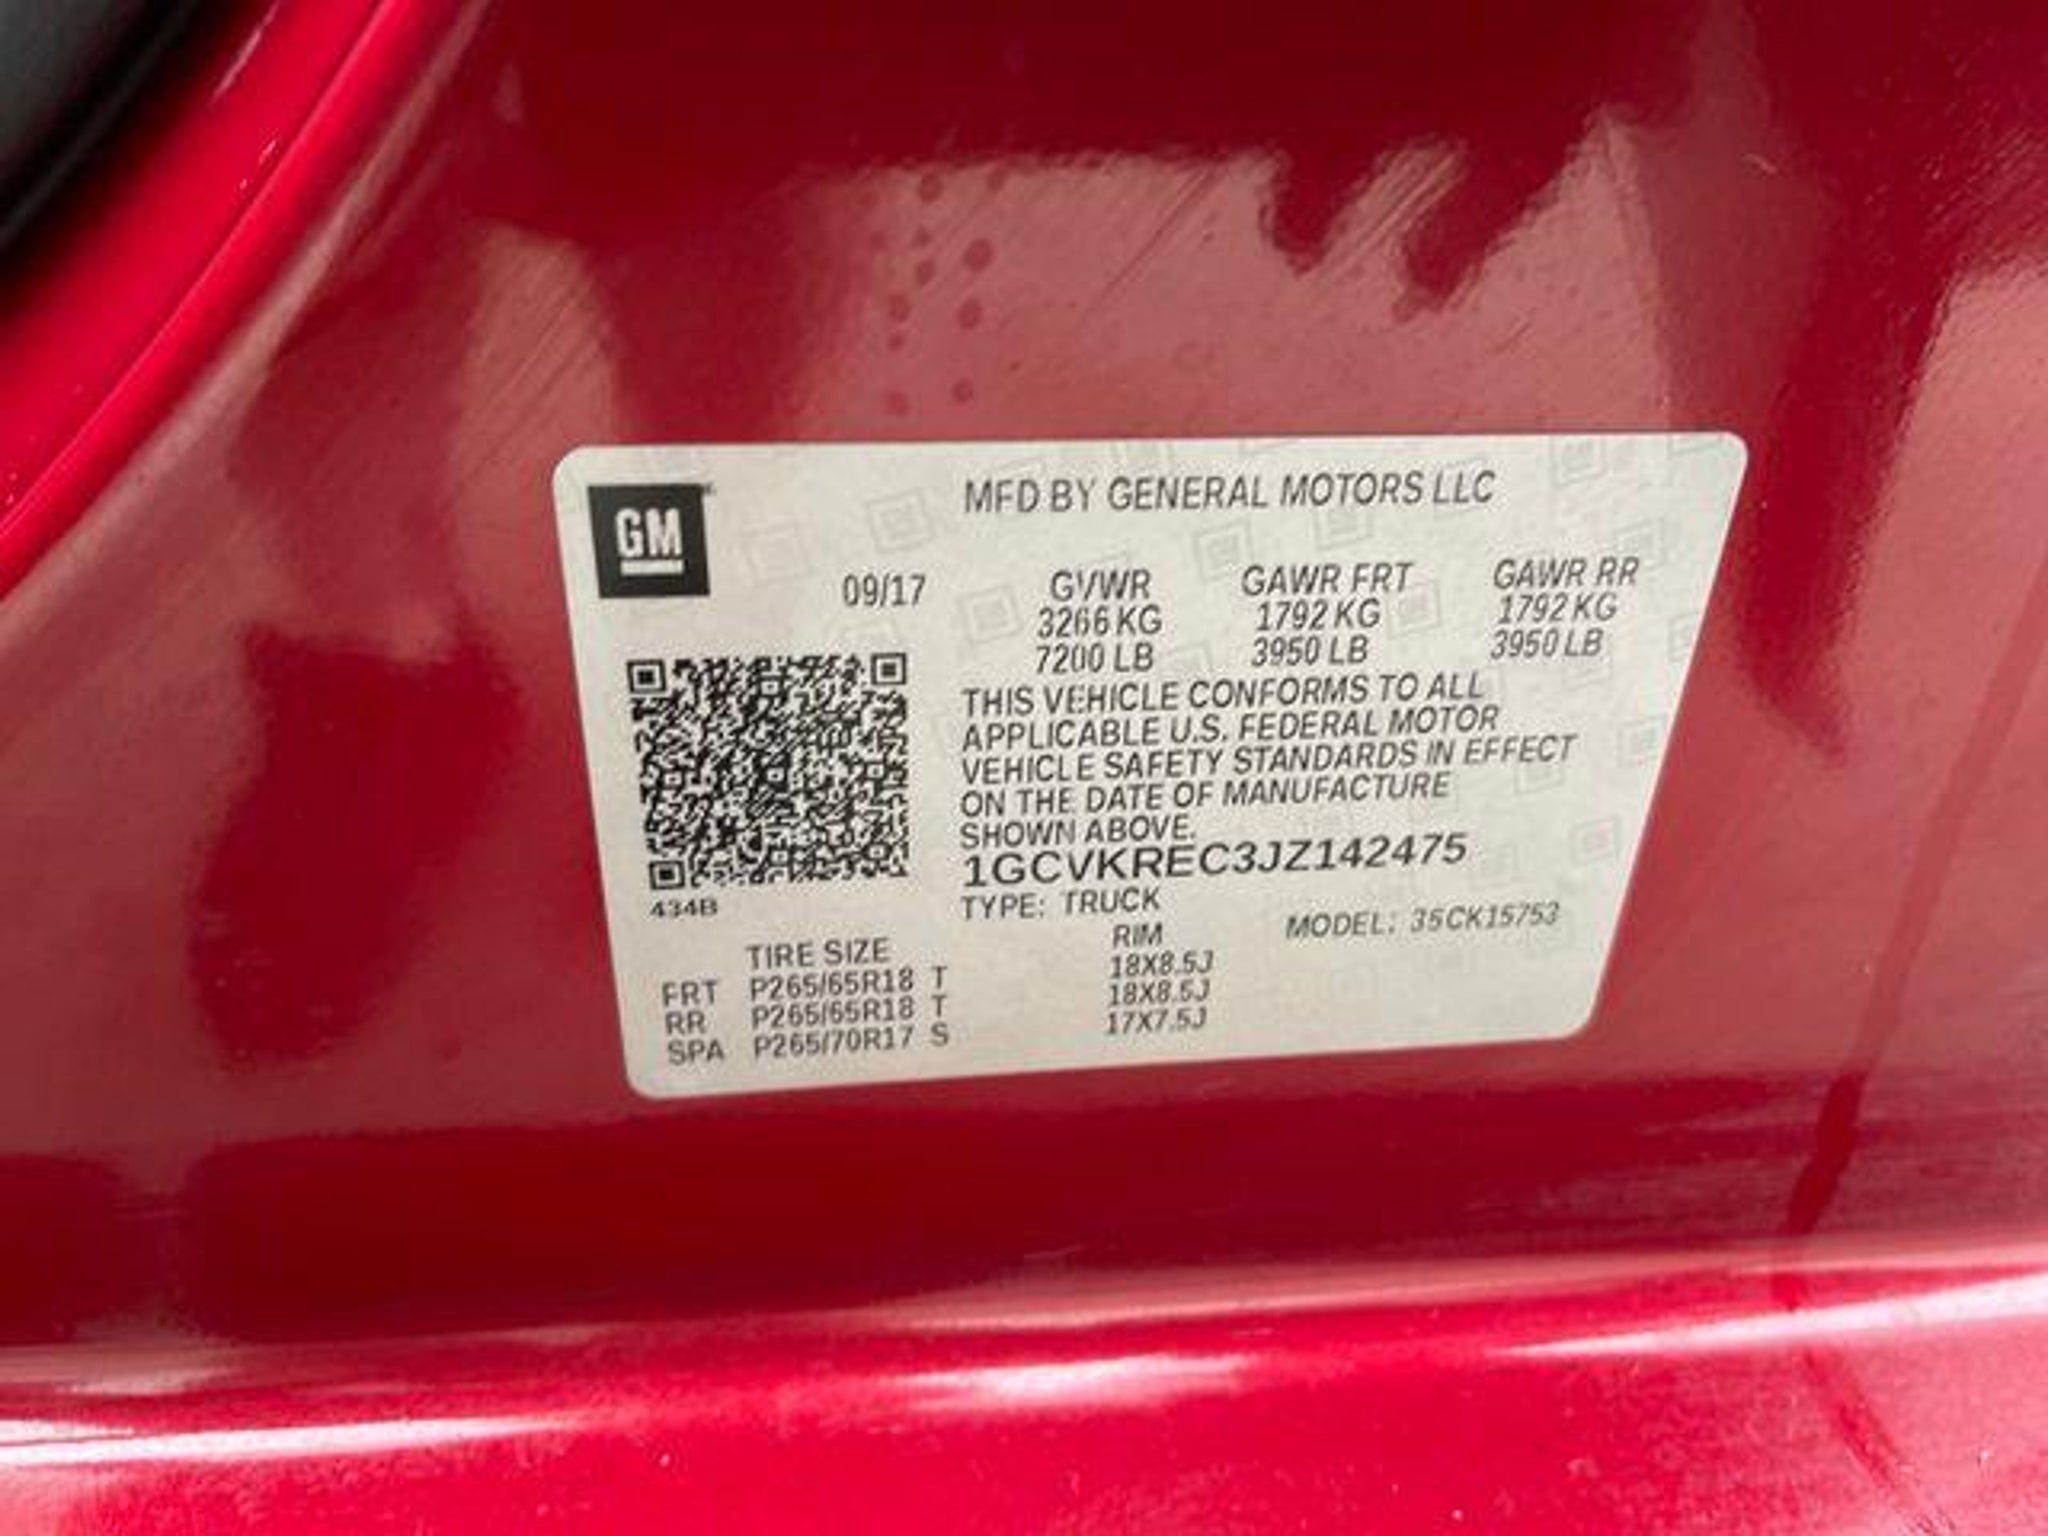 GM
MFD BY GENERAL MOTORS LLC
09/17 GVWR GAWR FRT GAWR RR
3266 KG 1792 KG 1792 KG
7200 LB 3950 LB 3950 LB
THIS VEHICLE CONFORMS TO ALL
APPLICABLE U.S. FEDERAL MOTOR
VEHICLE SAFETY STANDARDS IN EFFECT
ON THE DATE OF MANUFACTURE
SHOWN ABOVE.
1GCVKREC3JZ142475
434B TYPE: TRUCK MODEL: 35CK15753
TIRE SIZE RIM
FRT P265/65R18 T 18X8.5J
RR P265/65R18 T 18X8.5J
SPA P265/70R17 S 17X7.5J